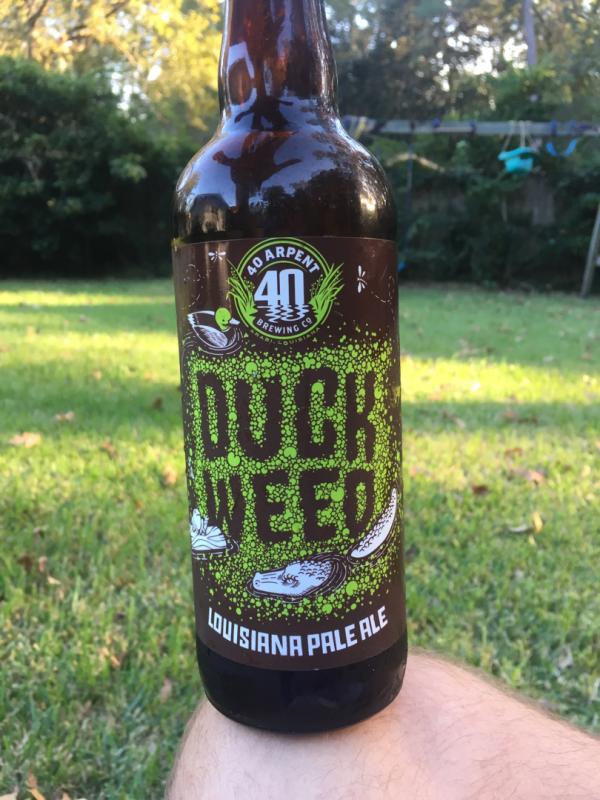 40 ARPENT
40
BREWING CO
DUCK
WEED
LOUISIANA PALE ALE